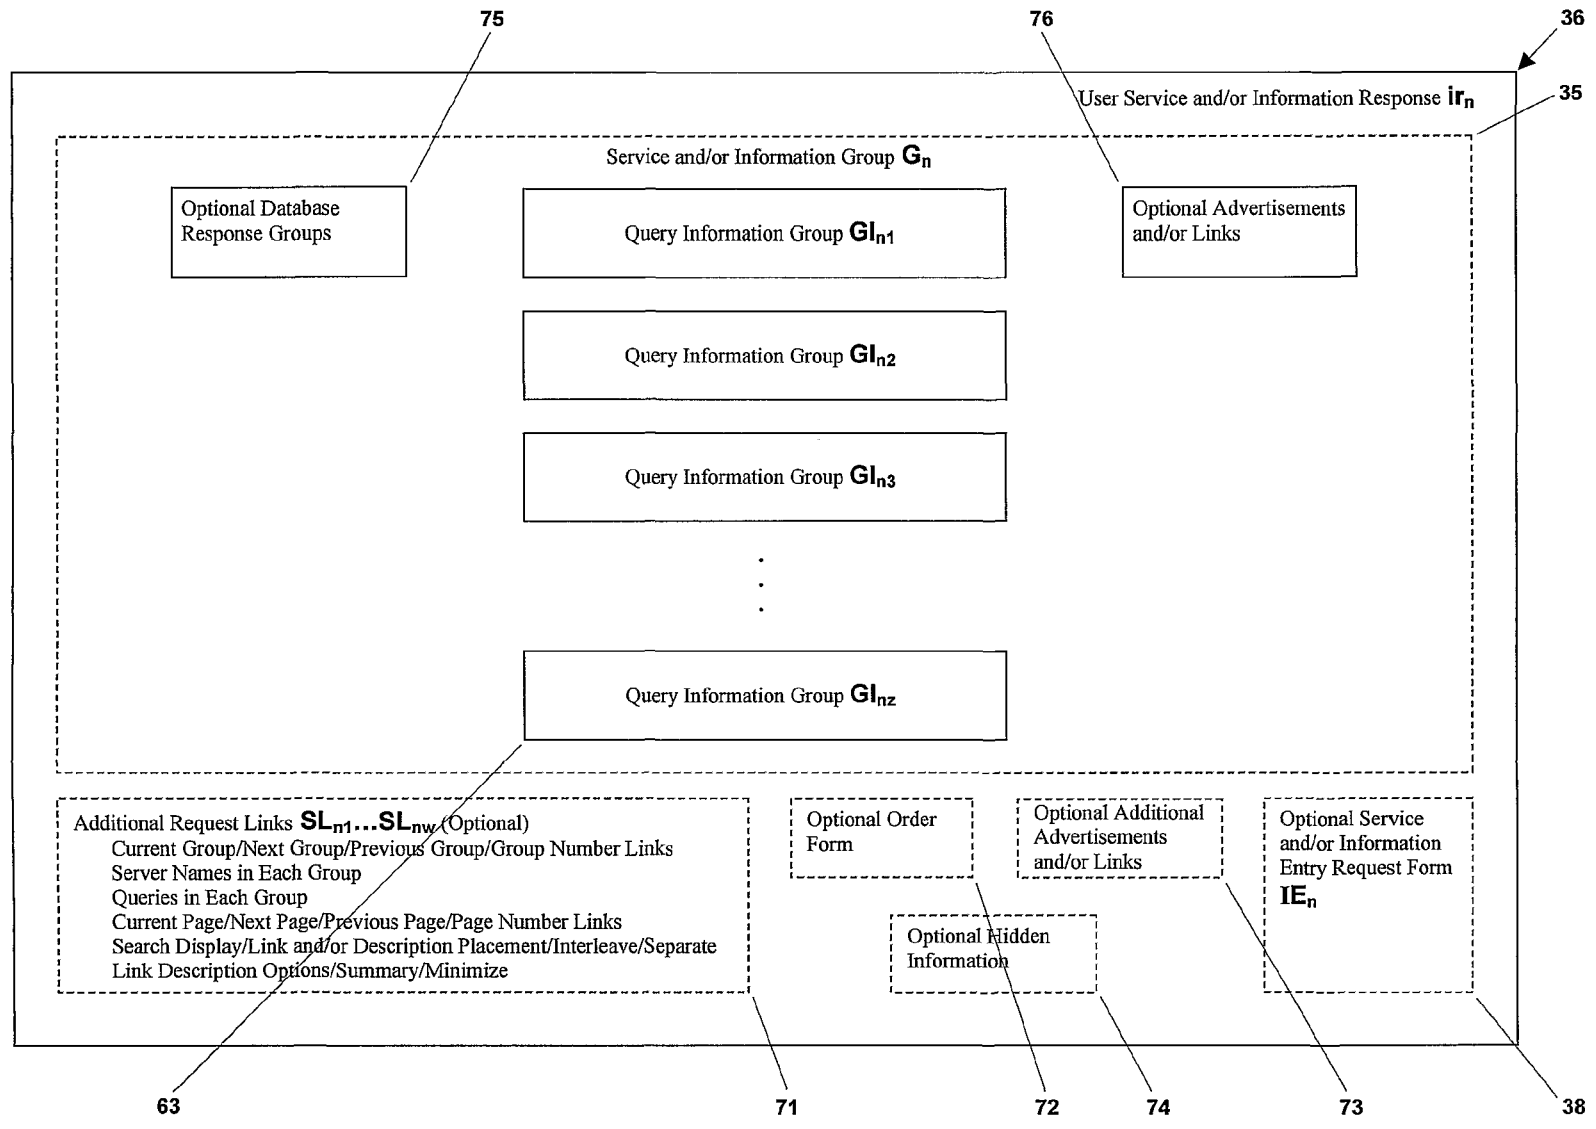 75
76
36
User Service and/or Information Response irn
35
Service and/or Information Group Gn
Optional Database
Response Groups
Query Information Group GIn1
Optional Advertisements
and/or Links
Query Information Group GIn2
Query Information Group GIn3
.
.
.
Query Information Group GInz
Additional Request Links SLn1...SLnw (Optional)
Current Group/Next Group/Previous Group/Group Number Links
Server Names in Each Group
Queries in Each Group
Current Page/Next Page/Previous Page/Page Number Links
Search Display/Link and/or Description Placement/Interleave/Separate
Link Description Options/Summary/Minimize
Optional Order
Form
Optional Additional
Advertisements
and/or Links
Optional Service
and/or Information
Entry Request Form
IEn
Optional Hidden
Information
63
71
72
74
73
38